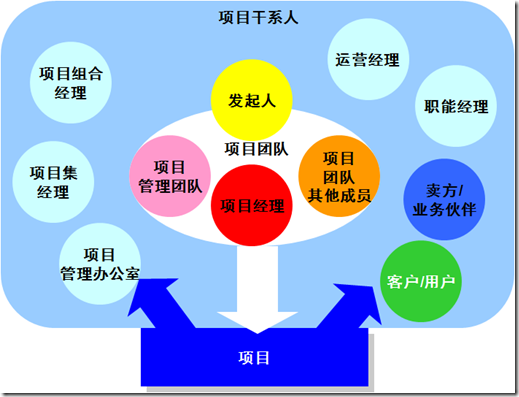 项目干系人
项目组合
经理
运营经理
发起人
职能经理
项目团队
项目
管理团队
项目
团队
其他成员
项目集
经理
项目经理
卖方/
业务伙伴
项目
管理办公室
客户/用户
项目